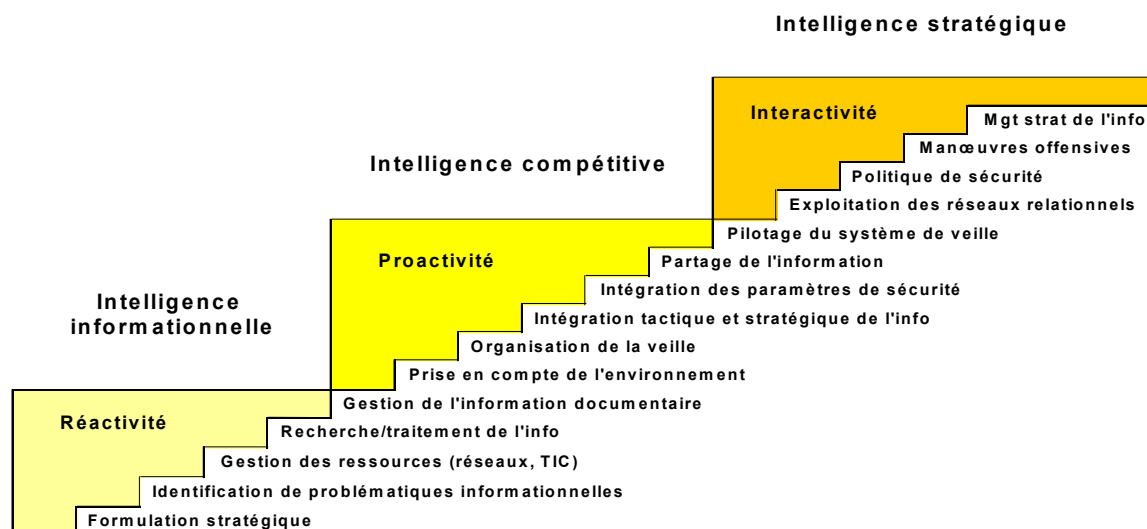 Intelligence stratégique
Interactivité
Mgt strat de l'info
Manœuvres offensives
Intelligence compétitive
Politique de sécurité
Exploitation des réseaux relationnels
Pilotage du système de veille
Proactivité
Partage de l'information
Intégration des paramètres de sécurité
Intelligence
informationnelle
Intégration tactique et stratégique de l'info
Organisation de la veille
Prise en compte de l'environnement
Gestion de l'information documentaire
Réactivité
Recherche/traitement de l'info
Gestion des ressources (réseaux, TIC)
Identification de problématiques informationnelles
Formulation stratégique